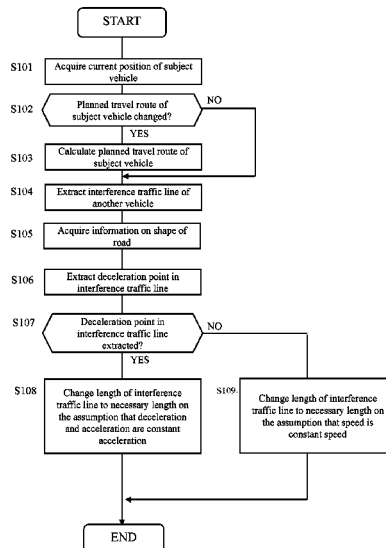 START
S101
Acquire current position of subject
vehicle
S102
Planned travel route of
subject vehicle changed?
NO
YES
S103
Calculate planned travel route of
subject vehicle
S104
Extract interference traffic line of
another vehicle
S105
Acquire information on shape of
road
S106
Extract deceleration point in
interference traffic line
S107
Deceleration point in
interference traffic line
extracted?
NO
YES
S108
Change length of interference
traffic line to necessary length on
the assumption that deceleration
and acceleration are constant
acceleration
S109.
Change length of interference
traffic line to necessary length on
the assumption that speed is
constant speed
END